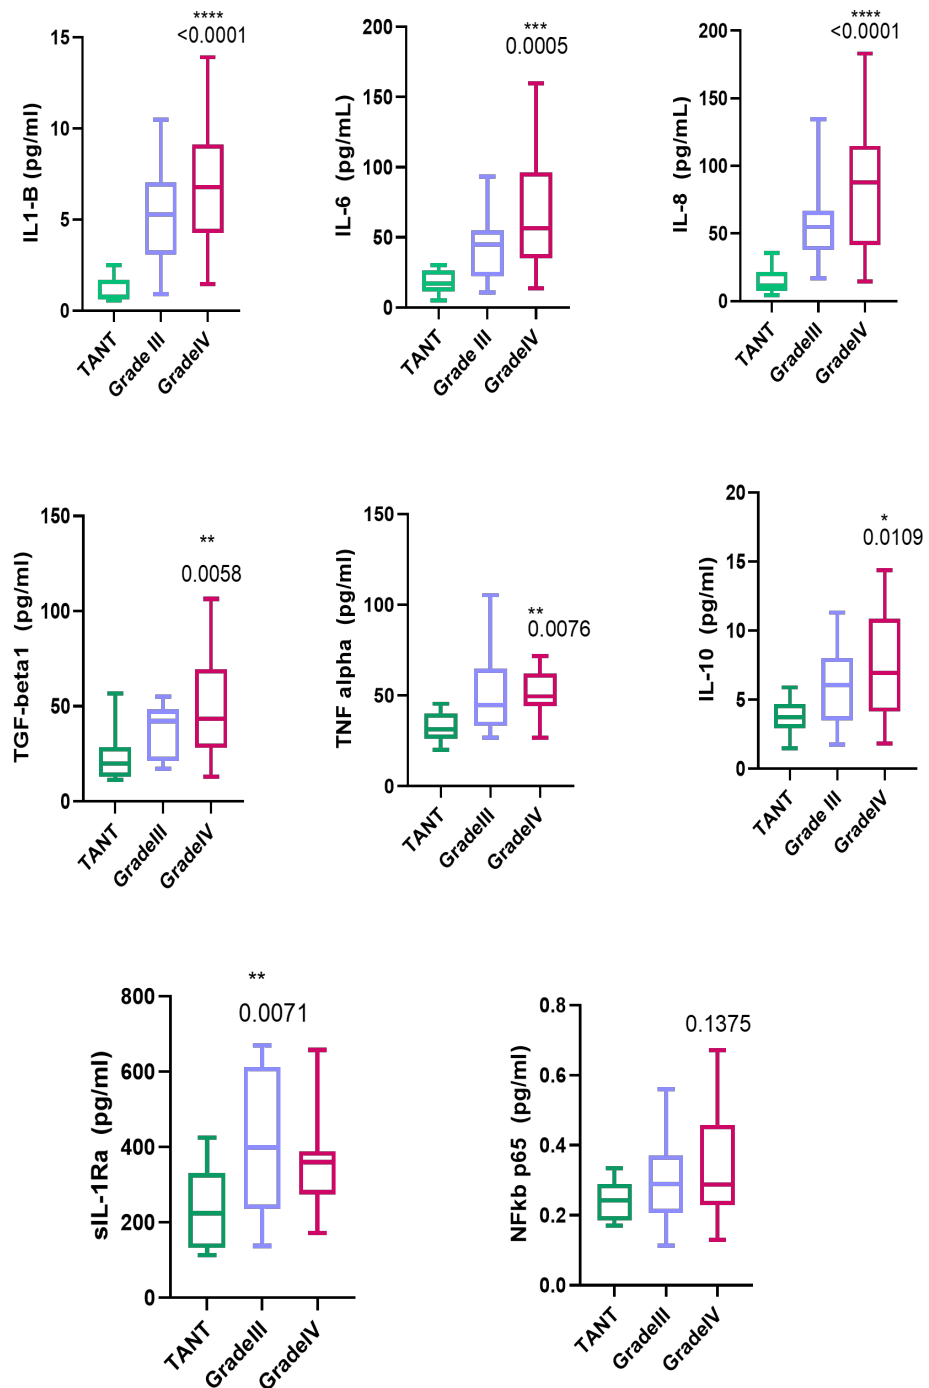 ****
<0.0001
15
10
5
0
IL1-B (pg/ml)
TANT
Grade III
GradeIV
***
0.0005
200
150
100
50
0
IL-6 (pg/mL)
TANT
Grade III
GradeIV
****
<0.0001
200
150
100
50
0
IL-8 (pg/mL)
TANT
GradeIII
GradeIV
**
0.0058
150
100
50
0
TGF-beta1 (pg/ml)
TANT
GradeIII
GradeIV
**
0.0076
150
100
50
0
TNF alpha (pg/ml)
TANT
GradeIII
GradeIV
*
0.0109
20
15
10
5
0
IL-10 (pg/ml)
TANT
Grade III
GradeIV
**
0.0071
800
600
400
200
0
sIL-1Ra (pg/ml)
TANT
GradeIII
GradeIV
0.1375
0.8
0.6
0.4
0.2
0.0
NFkb p65 (pg/ml)
TANT
GradeIII
GradeIV